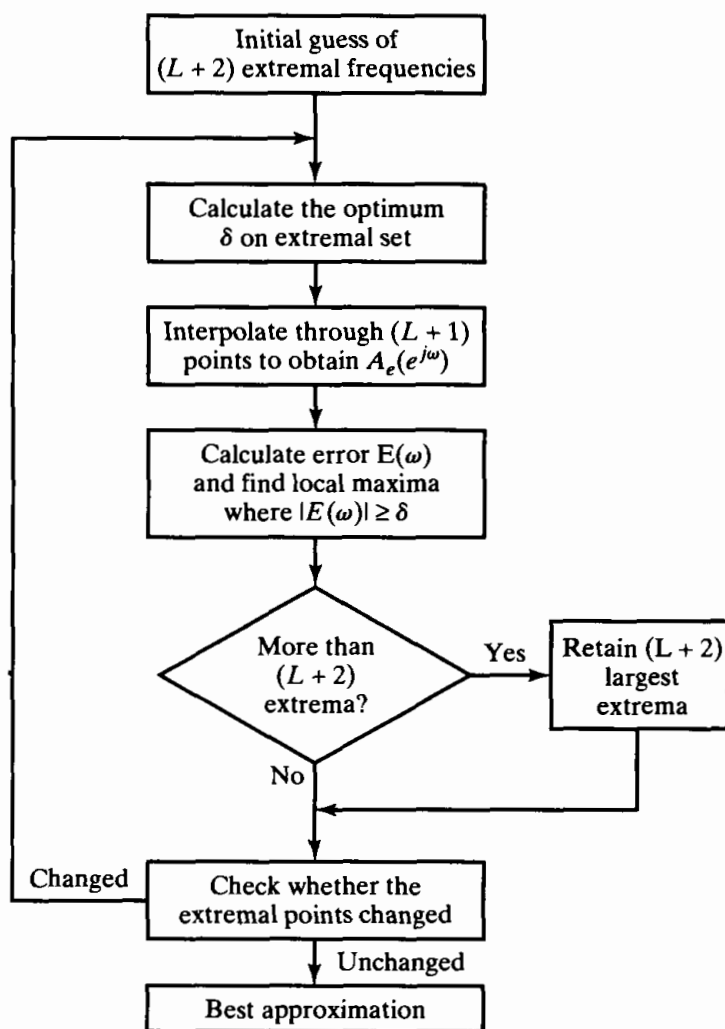 Initial guess of
(L + 2) extremal frequencies
Calculate the optimum
δ on extremal set
Interpolate through (L + 1)
points to obtain A_e(e^{jω})
Calculate error E(ω)
and find local maxima
where |E(ω)| ≥ δ
More than
(L + 2)
extrema?
Yes
Retain (L + 2)
largest
extrema
No
Changed
Check whether the
extremal points changed
Unchanged
Best approximation